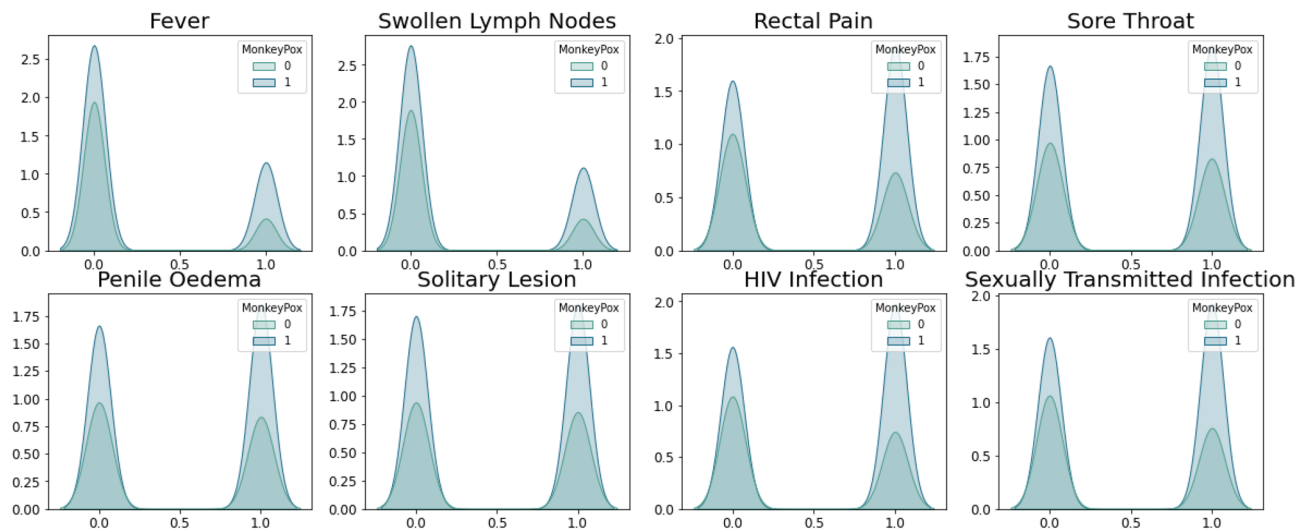 Fever
MonkeyPox
0
1
2.5
2.0
1.5
1.0
0.5
0.0
0.0 0.5 1.0
Swollen Lymph Nodes
MonkeyPox
0
1
2.5
2.0
1.5
1.0
0.5
0.0
0.0 0.5 1.0
Rectal Pain
MonkeyPox
0
1
2.0
1.5
1.0
0.5
0.0
0.0 0.5 1.0
Sore Throat
MonkeyPox
0
1
1.75
1.50
1.25
1.00
0.75
0.50
0.25
0.00
0.0 0.5 1.0
Penile Oedema
MonkeyPox
0
1
1.75
1.50
1.25
1.00
0.75
0.50
0.25
0.00
0.0 0.5 1.0
Solitary Lesion
MonkeyPox
0
1
1.75
1.50
1.25
1.00
0.75
0.50
0.25
0.00
0.0 0.5 1.0
HIV Infection
MonkeyPox
0
1
2.0
1.5
1.0
0.5
0.0
0.0 0.5 1.0
Sexually Transmitted Infection
MonkeyPox
0
1
2.0
1.5
1.0
0.5
0.0
0.0 0.5 1.0